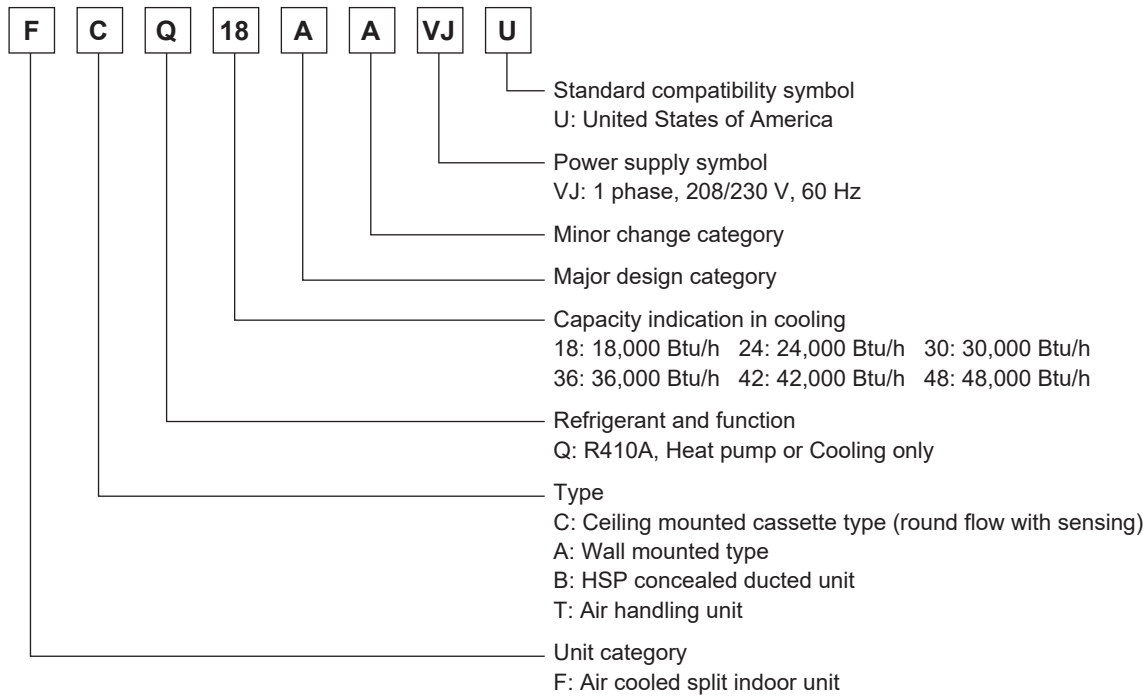 F C Q 18 A A VJ U
Standard compatibility symbol
U: United States of America
Power supply symbol
VJ: 1 phase, 208/230 V, 60 Hz
Minor change category
Major design category
Capacity indication in cooling
18: 18,000 Btu/h 24: 24,000 Btu/h 30: 30,000 Btu/h
36: 36,000 Btu/h 42: 42,000 Btu/h 48: 48,000 Btu/h
Refrigerant and function
Q: R410A, Heat pump or Cooling only
Type
C: Ceiling mounted cassette type (round flow with sensing)
A: Wall mounted type
B: HSP concealed ducted unit
T: Air handling unit
Unit category
F: Air cooled split indoor unit